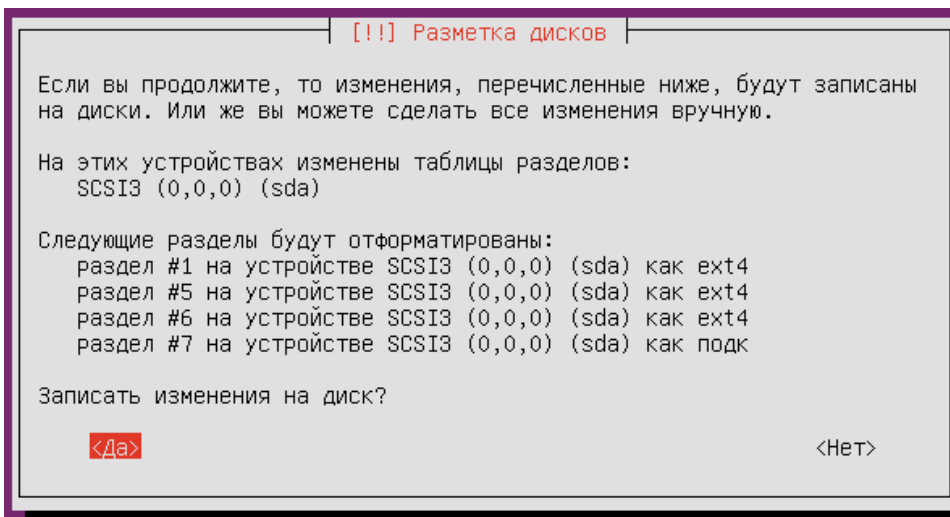 [!!] Разметка дисков
Если вы продолжите, то изменения, перечисленные ниже, будут записаны
на диски. Или же вы можете сделать все изменения вручную.
На этих устройствах изменены таблицы разделов:
SCSI3 (0,0,0) (sda)
Следующие разделы будут отформатированы:
раздел #1 на устройстве SCSI3 (0,0,0) (sda) как ext4
раздел #5 на устройстве SCSI3 (0,0,0) (sda) как ext4
раздел #6 на устройстве SCSI3 (0,0,0) (sda) как ext4
раздел #7 на устройстве SCSI3 (0,0,0) (sda) как подк
Записать изменения на диск?
<Да> <Нет>